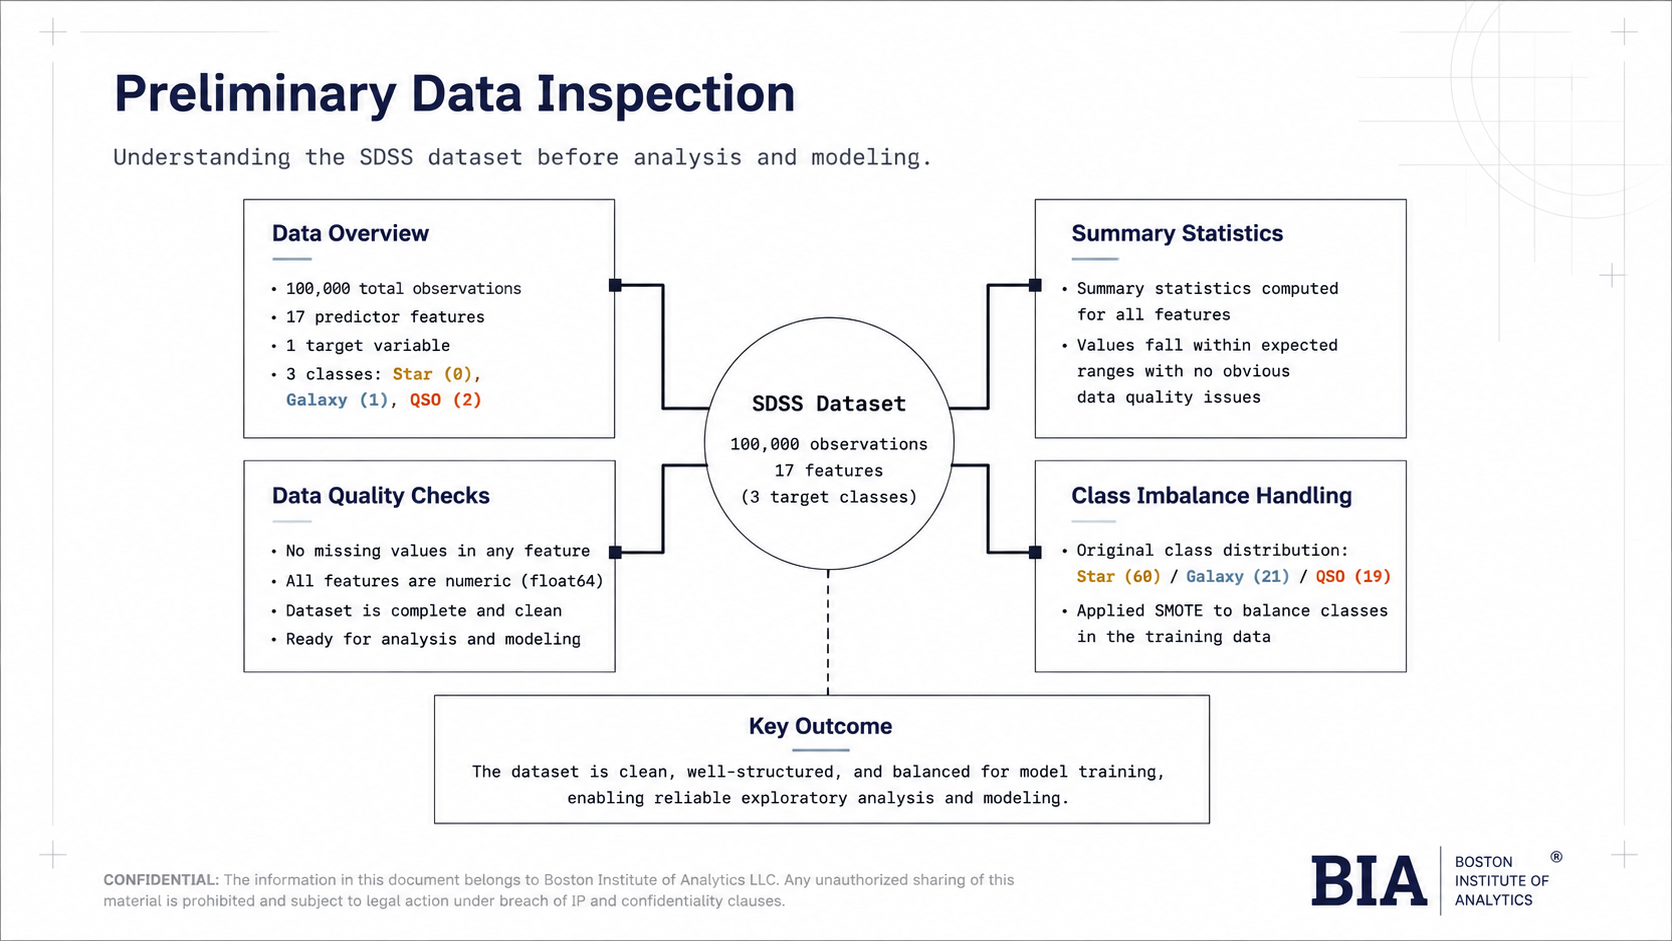 Preliminary Data Inspection
Understanding the SDSS dataset before analysis and modeling.
Data Overview
• 100,000 total observations
• 17 predictor features
• 1 target variable
• 3 classes: Star (0),
Galaxy (1), QSO (2)
Data Quality Checks
• No missing values in any feature
• All features are numeric (float64)
• Dataset is complete and clean
• Ready for analysis and modeling
SDSS Dataset
100,000 observations
17 features
(3 target classes)
Summary Statistics
• Summary statistics computed
for all features
• Values fall within expected
ranges with no obvious
data quality issues
Class Imbalance Handling
• Original class distribution:
Star (60) / Galaxy (21) / QSO (19)
• Applied SMOTE to balance classes
in the training data
Key Outcome
The dataset is clean, well-structured, and balanced for model training,
enabling reliable exploratory analysis and modeling.
CONFIDENTIAL: The information in this document belongs to Boston Institute of Analytics LLC. Any unauthorized sharing of this
material is prohibited and subject to legal action under breach of IP and confidentiality clauses.
BIA
BOSTON ®
INSTITUTE OF
ANALYTICS